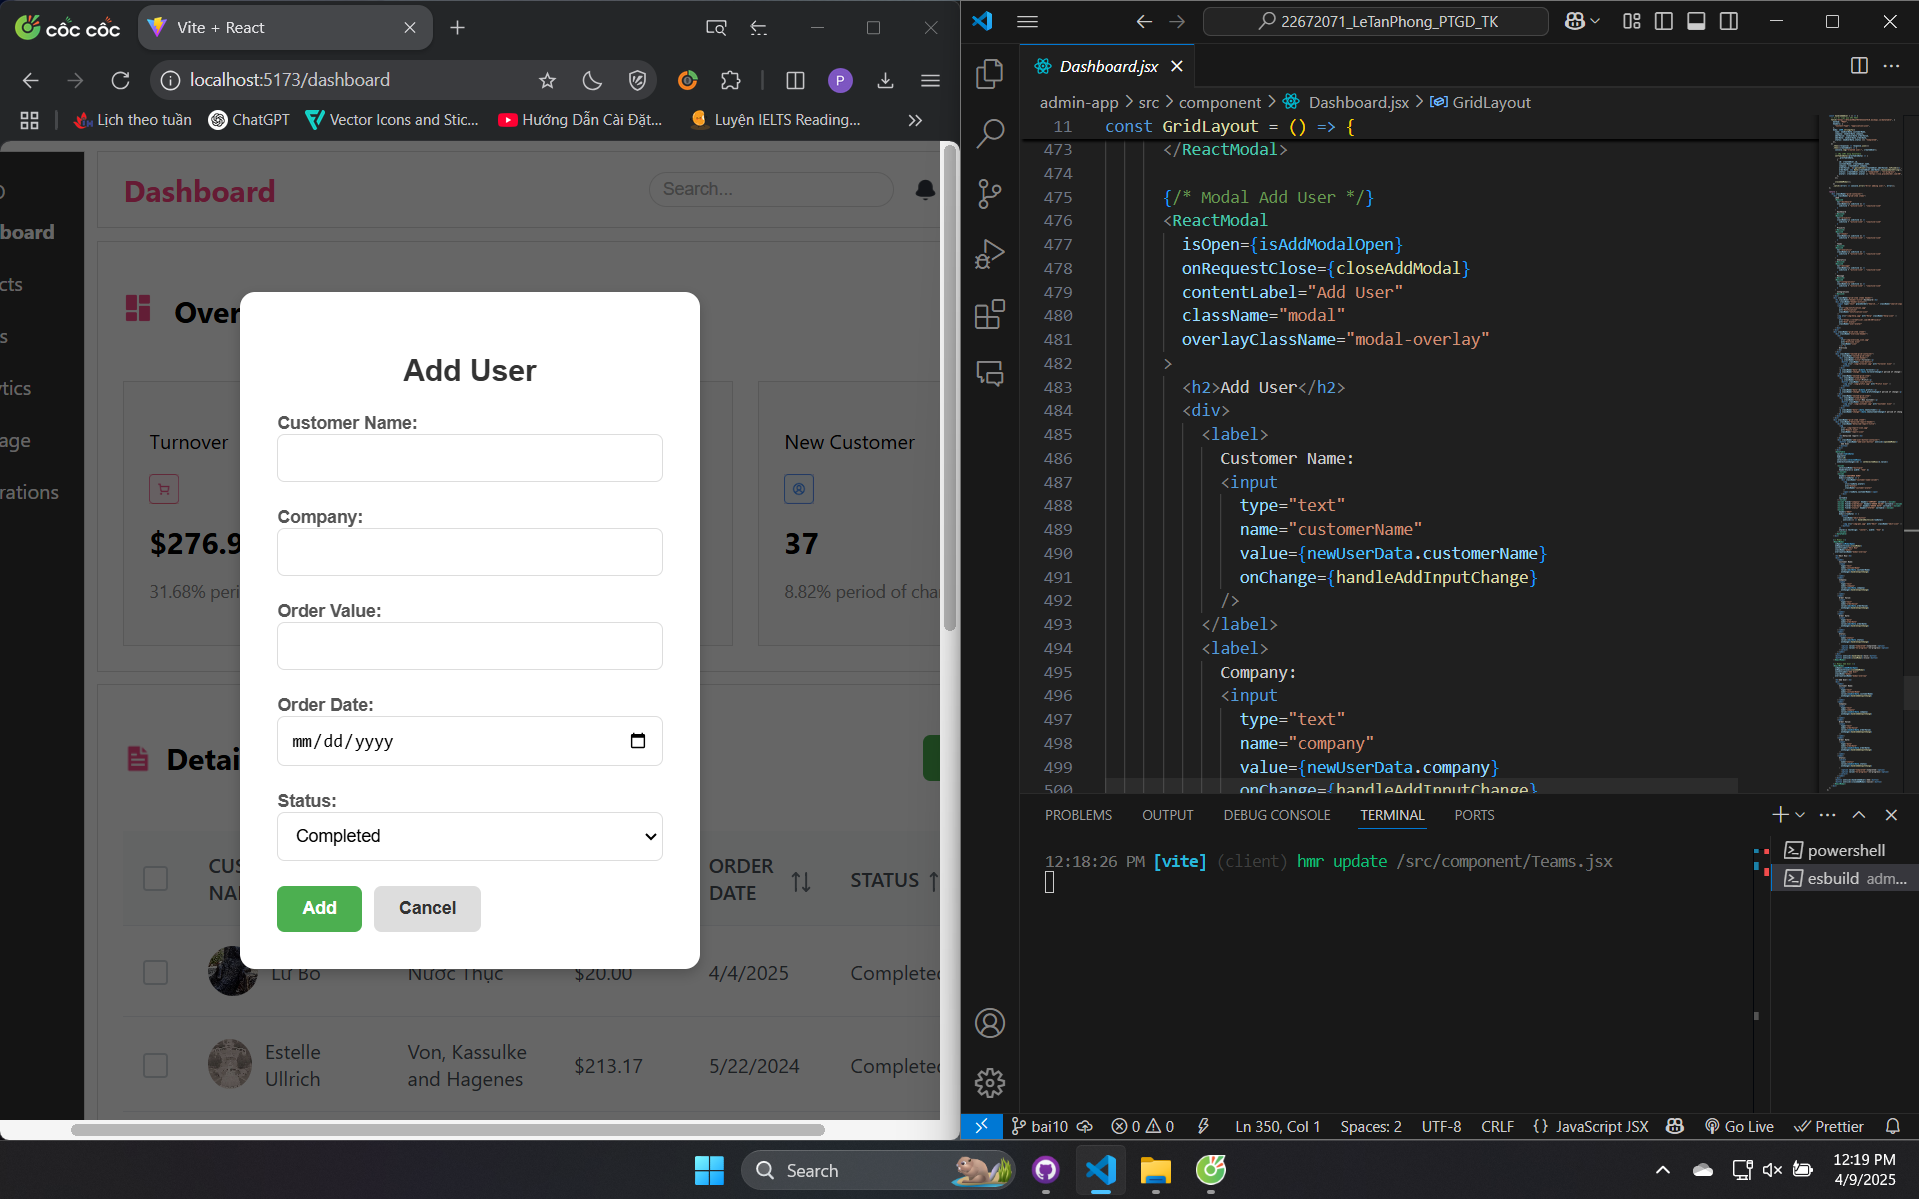 cốc cốc
Vite + React
localhost:5173/dashboard
P
Lịch theo tuần
ChatGPT
Vector Icons and Stic...
Hướng Dẫn Cài Đặt...
Luyện IELTS Reading...
Dashboard
Search...
board
cts
s
tics
age
rations
Over
Turnover
$276.9
31.68% peri
New Customer
37
8.82% period of cha
Detai
Add User
Customer Name:
Company:
Order Value:
Order Date:
mm/dd/yyyy
Status:
Completed
Add
Cancel
CUS
NAM
ORDER
DATE
STATUS
Lữ Bố
Nước Thục
$20.00
4/4/2025
Completed
Estelle
Ullrich
Von, Kassulke
and Hagenes
$213.17
5/22/2024
Complete
22672071_LeTanPhong_PTGD_TK
Dashboard.jsx
admin-app > src > component > Dashboard.jsx > GridLayout
11 const GridLayout = () => {
473 </ReactModal>
474
475 {/* Modal Add User */}
476 <ReactModal
477 isOpen={isAddModalOpen}
478 onRequestClose={closeAddModal}
479 contentLabel="Add User"
480 className="modal"
481 overlayClassName="modal-overlay"
482 >
483 <h2>Add User</h2>
484 <div>
485 <label>
486 Customer Name:
487 <input
488 type="text"
489 name="customerName"
490 value={newUserData.customerName}
491 onChange={handleAddInputChange}
492 />
493 </label>
494 <label>
495 Company:
496 <input
497 type="text"
498 name="company"
499 value={newUserData.company}
500 onChange={handleAddInputChange}
PROBLEMS
OUTPUT
DEBUG CONSOLE
TERMINAL
PORTS
12:18:26 PM [vite] (client) hmr update /src/component/Teams.jsx
powershell
esbuild adm...
bai10
0
0
Ln 350, Col 1
Spaces: 2
UTF-8
CRLF
{} JavaScript JSX
Go Live
Prettier
Search
12:19 PM
4/9/2025